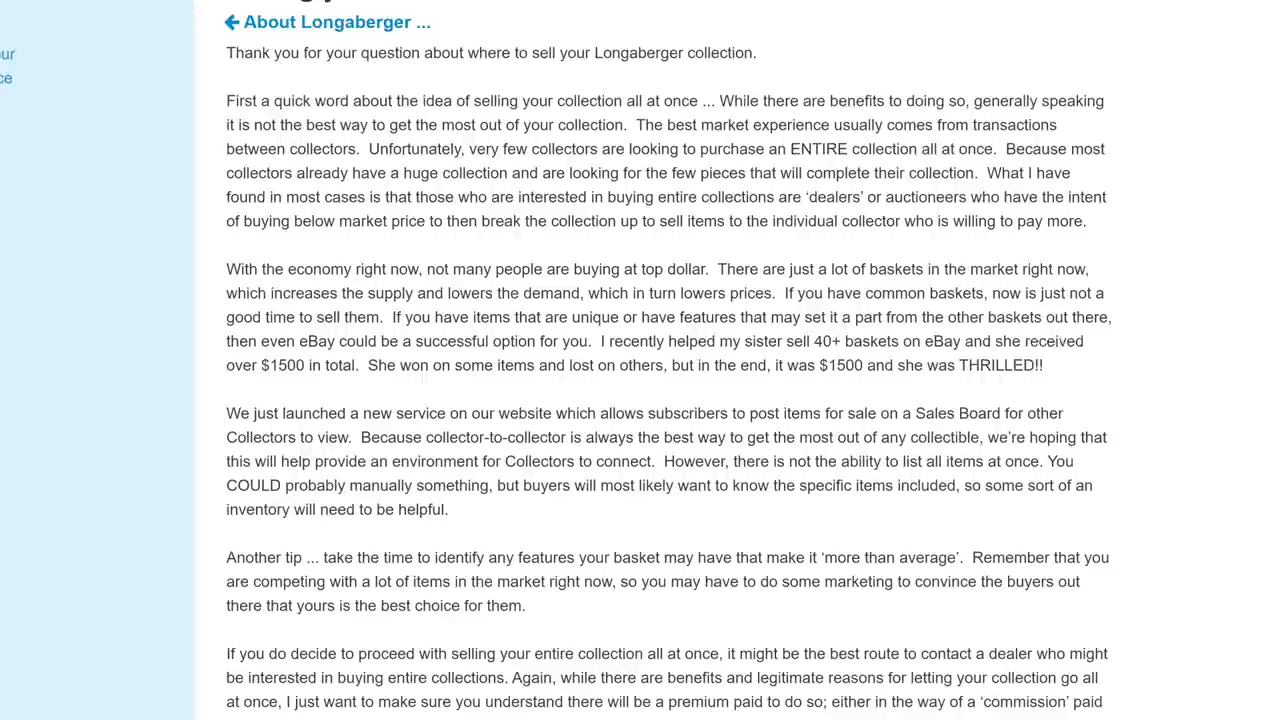 About Longaberger ...
our
Thank you for your question about where to sell your Longaberger collection.
ce
First a quick word about the idea of selling your collection all at once ... While there are benefits to doing so, generally speaking
it is not the best way to get the most out of your collection.  The best market experience usually comes from transactions
between collectors.  Unfortunately, very few collectors are looking to purchase an ENTIRE collection all at once.  Because most
collectors already have a huge collection and are looking for the few pieces that will complete their collection.  What I have
found in most cases is that those who are interested in buying entire collections are ‘dealers’ or auctioneers who have the intent
of buying below market price to then break the collection up to sell items to the individual collector who is willing to pay more.
With the economy right now, not many people are buying at top dollar.  There are just a lot of baskets in the market right now,
which increases the supply and lowers the demand, which in turn lowers prices.  If you have common baskets, now is just not a
good time to sell them.  If you have items that are unique or have features that may set it a part from the other baskets out there,
then even eBay could be a successful option for you.  I recently helped my sister sell 40+ baskets on eBay and she received
over $1500 in total.  She won on some items and lost on others, but in the end, it was $1500 and she was THRILLED!!
We just launched a new service on our website which allows subscribers to post items for sale on a Sales Board for other
Collectors to view.  Because collector-to-collector is always the best way to get the most out of any collectible, we’re hoping that
this will help provide an environment for Collectors to connect.  However, there is not the ability to list all items at once. You
COULD probably manually something, but buyers will most likely want to know the specific items included, so some sort of an
inventory will need to be helpful.
Another tip ... take the time to identify any features your basket may have that make it ‘more than average’.  Remember that you
are competing with a lot of items in the market right now, so you may have to do some marketing to convince the buyers out
there that yours is the best choice for them.
If you do decide to proceed with selling your entire collection all at once, it might be the best route to contact a dealer who might
be interested in buying entire collections. Again, while there are benefits and legitimate reasons for letting your collection go all
at once, I just want to make sure you understand there will be a premium paid to do so; either in the way of a ‘commission’ paid